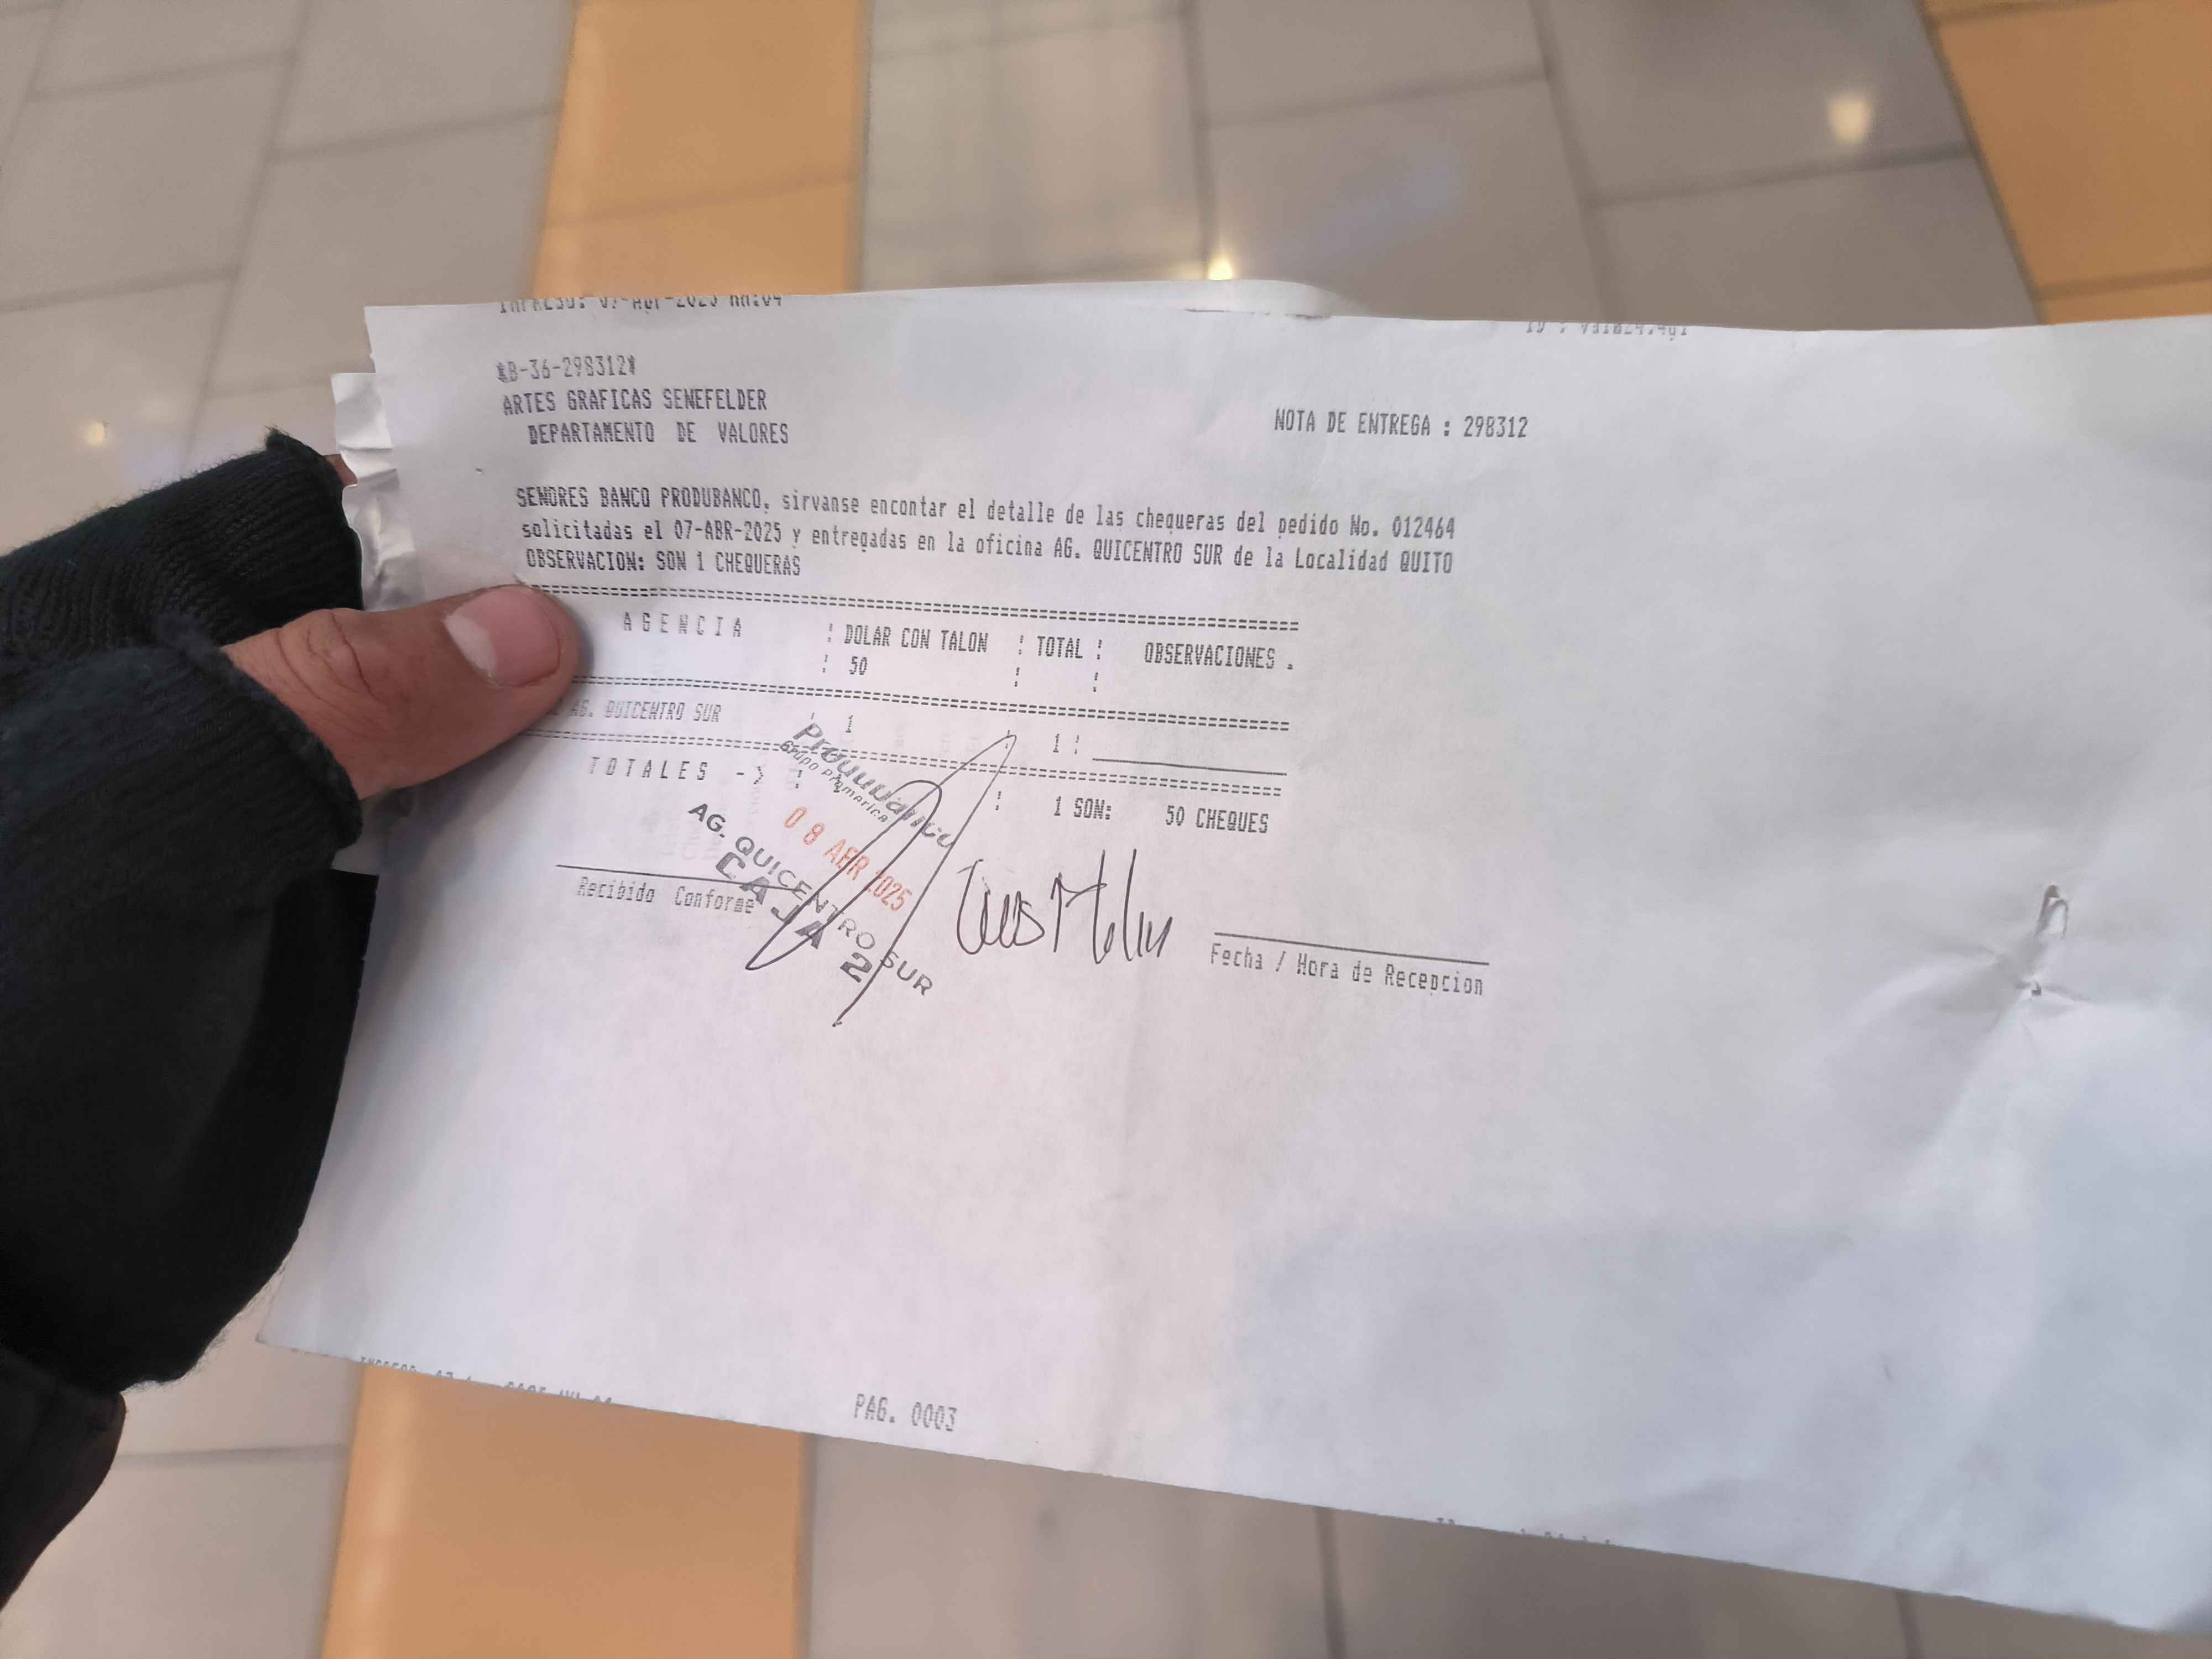 *B-36-298312*
ARTES GRAFICAS SENEFELDER
DEPARTAMENTO DE VALORES
NOTA DE ENTREGA : 298312
SENORES BANCO PRODUBANCO, sirvanse encontar el detalle de las chequeras del pedido No. 012464
solicitadas el 07-ABR-2025 y entregadas en la oficina AG. QUICENTRO SUR de la Localidad QUITO
OBSERVACION: SON 1 CHEQUERAS
A G E N C I A : DOLAR CON TALON : TOTAL : OBSERVACIONES .
: 50 : :
AG. QUICENTRO SUR : 1 : 1 :
T O T A L E S -> : : 1 SON: 50 CHEQUES
Produbanco
Grupo Promerica
08 ABR 2025
AG. QUICENTRO SUR
CAJA 2
Recibido Conforme
Fecha / Hora de Recepcion
PAG. 0003